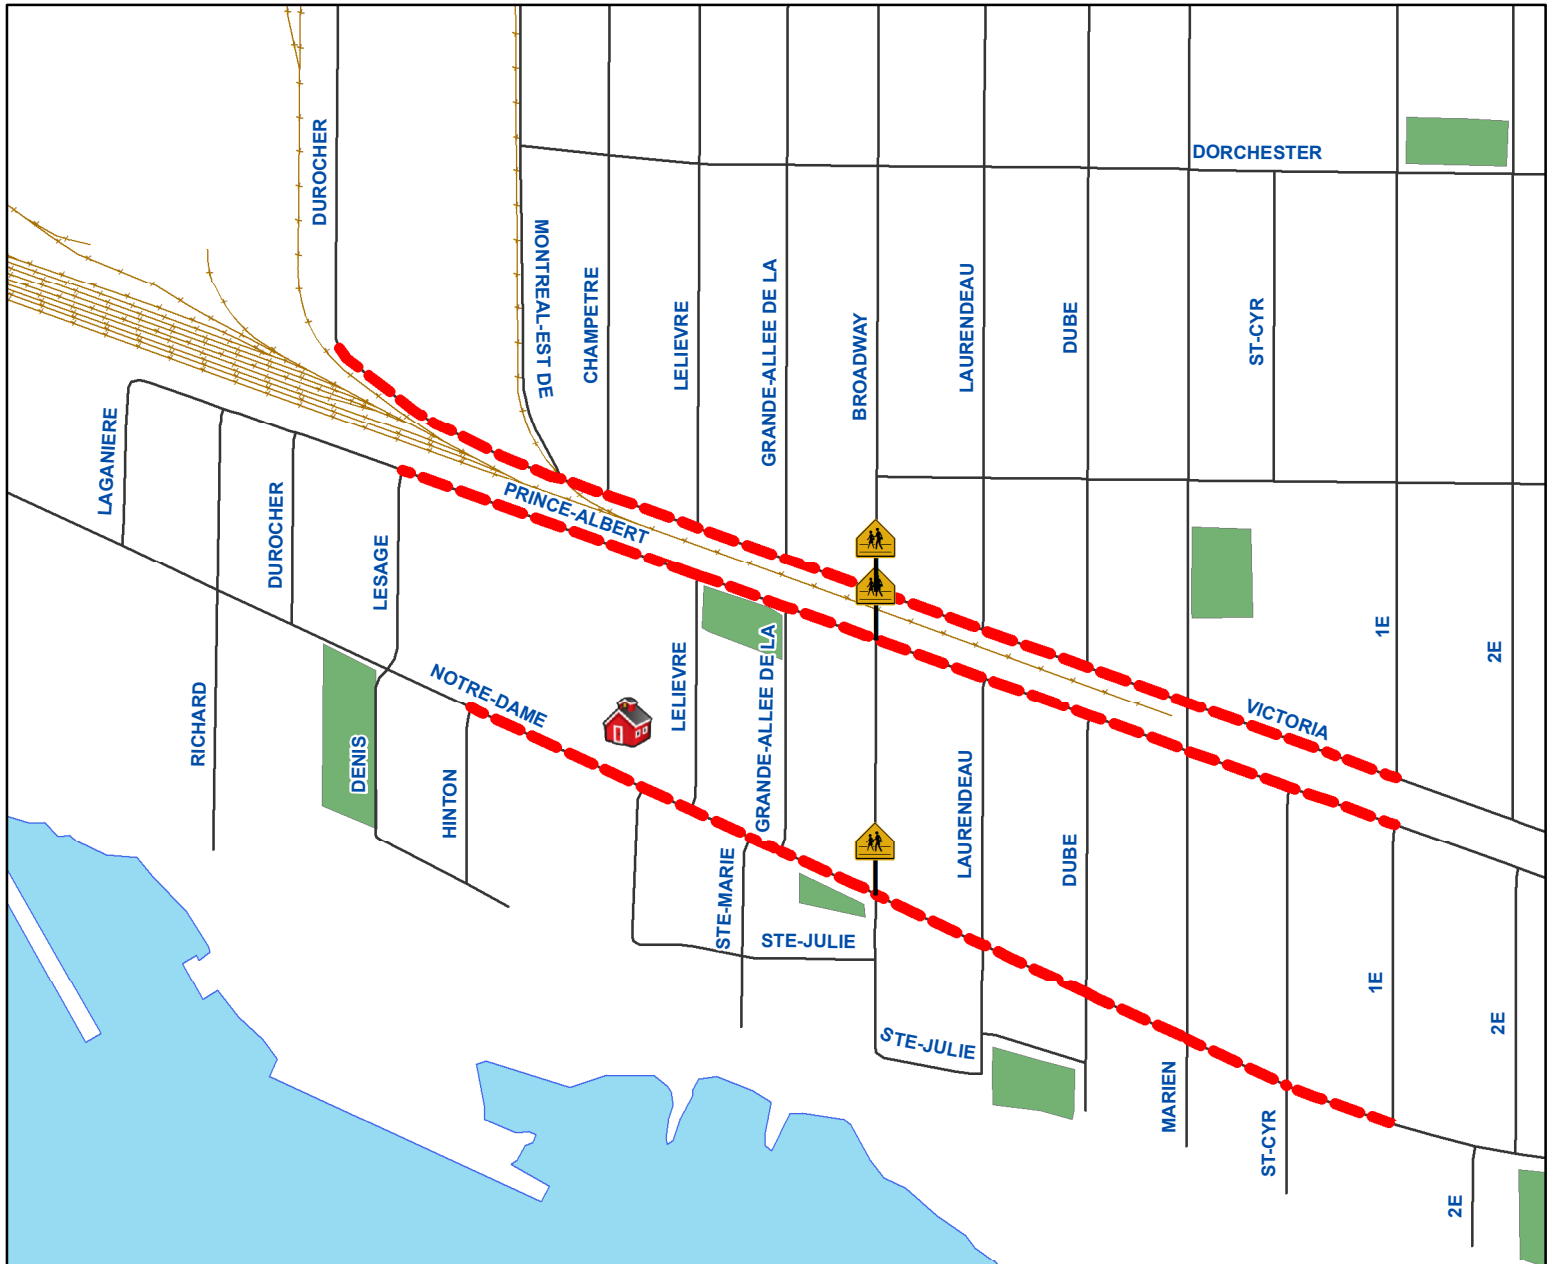 DORCHESTER
DUROCHER
MONTREAL-EST DE
CHAMPETRE
LELIEVRE
GRANDE-ALLEE DE LA
BROADWAY
LAURENDEAU
DUBE
ST-CYR
LAGANIERE
DUROCHER
LESAGE
PRINCE-ALBERT
1E
2E
RICHARD
DENIS
NOTRE-DAME
HINTON
LELIEVRE
GRANDE-ALLEE DE LA
VICTORIA
LAURENDEAU
DUBE
STE-MARIE
STE-JULIE
STE-JULIE
1E
2E
MARIEN
ST-CYR
2E